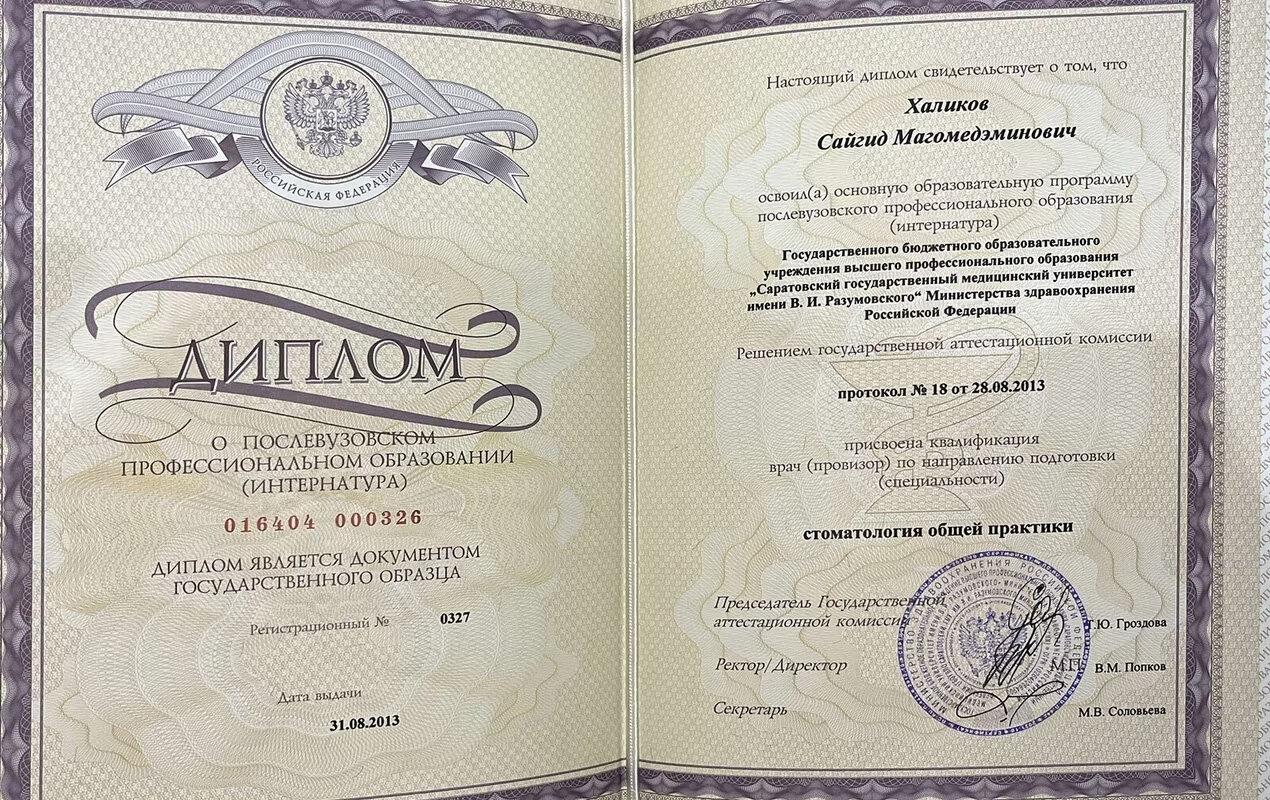 РОССИЙСКАЯ ФЕДЕРАЦИЯ
ДИПЛОМ
О ПОСЛЕВУЗОВСКОМ
ПРОФЕССИОНАЛЬНОМ ОБРАЗОВАНИИ
(ИНТЕРНАТУРА)
016404 000326
ДИПЛОМ ЯВЛЯЕТСЯ ДОКУМЕНТОМ
ГОСУДАРСТВЕННОГО ОБРАЗЦА
Регистрационный № 0327
Дата выдачи
31.08.2013
Настоящий диплом свидетельствует о том, что
Халиков
Сайгид Магомедэминович
освоил(а) основную образовательную программу
послевузовского профессионального образования
(интернатура)
Государственного бюджетного образовательного
учреждения высшего профессионального образования
„Саратовский государственный медицинский университет
имени В. И. Разумовского“ Министерства здравоохранения
Российской Федерации
Решением государственной аттестационной комиссии
протокол № 18 от 28.08.2013
присвоена квалификация
врач (провизор) по направлению подготовки
(специальности)
стоматология общей практики
Председатель Государственной
аттестационной комиссии Т.Ю. Гроздова
Ректор/Директор М.П. В.М. Попков
Секретарь М.В. Соловьева